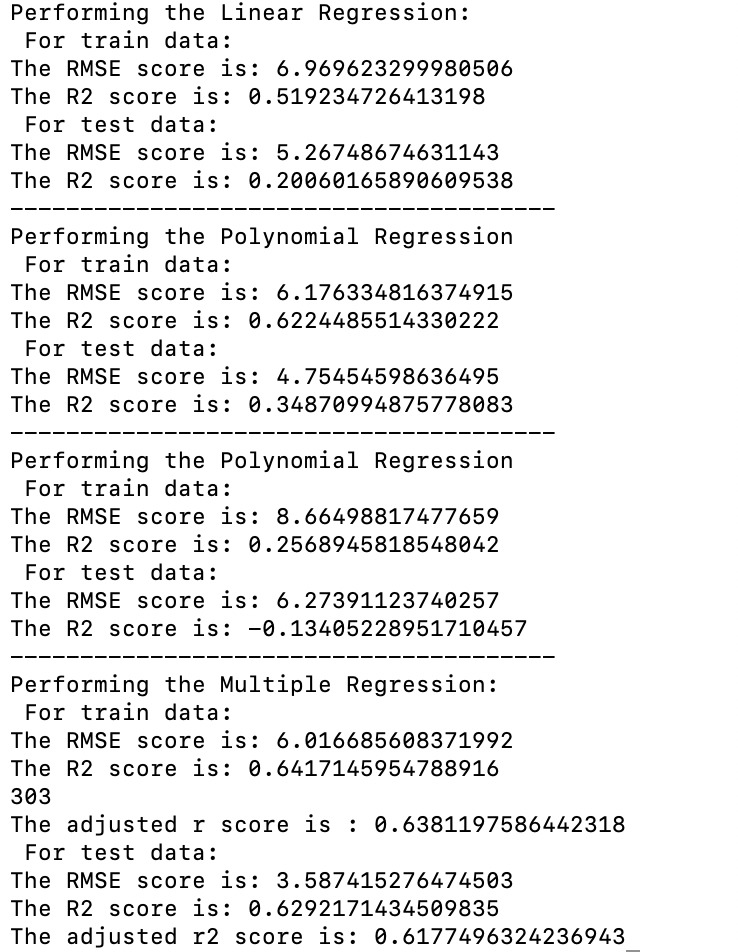 Performing the Linear Regression:
For train data:
The RMSE score is: 6.969623299980506
The R2 score is: 0.519234726413198
For test data:
The RMSE score is: 5.26748674631143
The R2 score is: 0.20060165890609538
---------------------------------------
Performing the Polynomial Regression
For train data:
The RMSE score is: 6.176334816374915
The R2 score is: 0.6224485514330222
For test data:
The RMSE score is: 4.75454598636495
The R2 score is: 0.34870994875778083
---------------------------------------
Performing the Polynomial Regression
For train data:
The RMSE score is: 8.66498817477659
The R2 score is: 0.2568945818548042
For test data:
The RMSE score is: 6.27391123740257
The R2 score is: -0.13405228951710457
---------------------------------------
Performing the Multiple Regression:
For train data:
The RMSE score is: 6.016685608371992
The R2 score is: 0.6417145954788916
303
The adjusted r score is : 0.6381197586442318
For test data:
The RMSE score is: 3.587415276474503
The R2 score is: 0.6292171434509835
The adjusted r2 score is: 0.6177496324236943